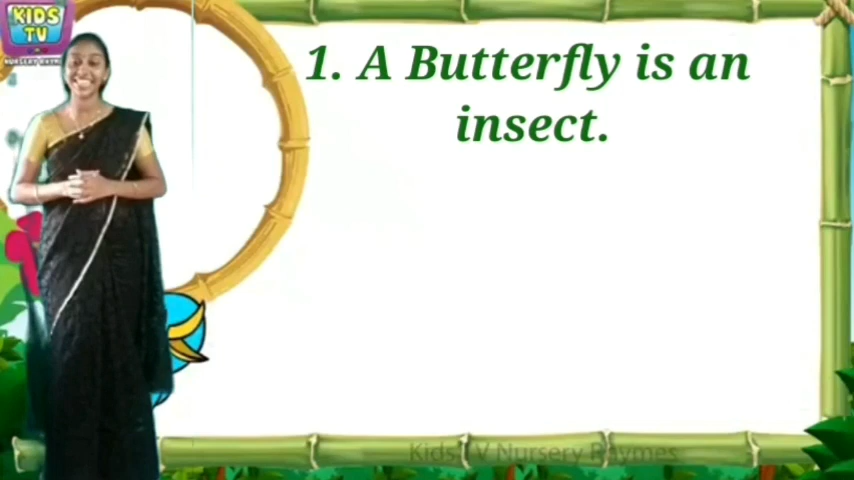 KIDS
TV
1. A Butterfly is an
insect.
Kids TV Nursery Rhymes